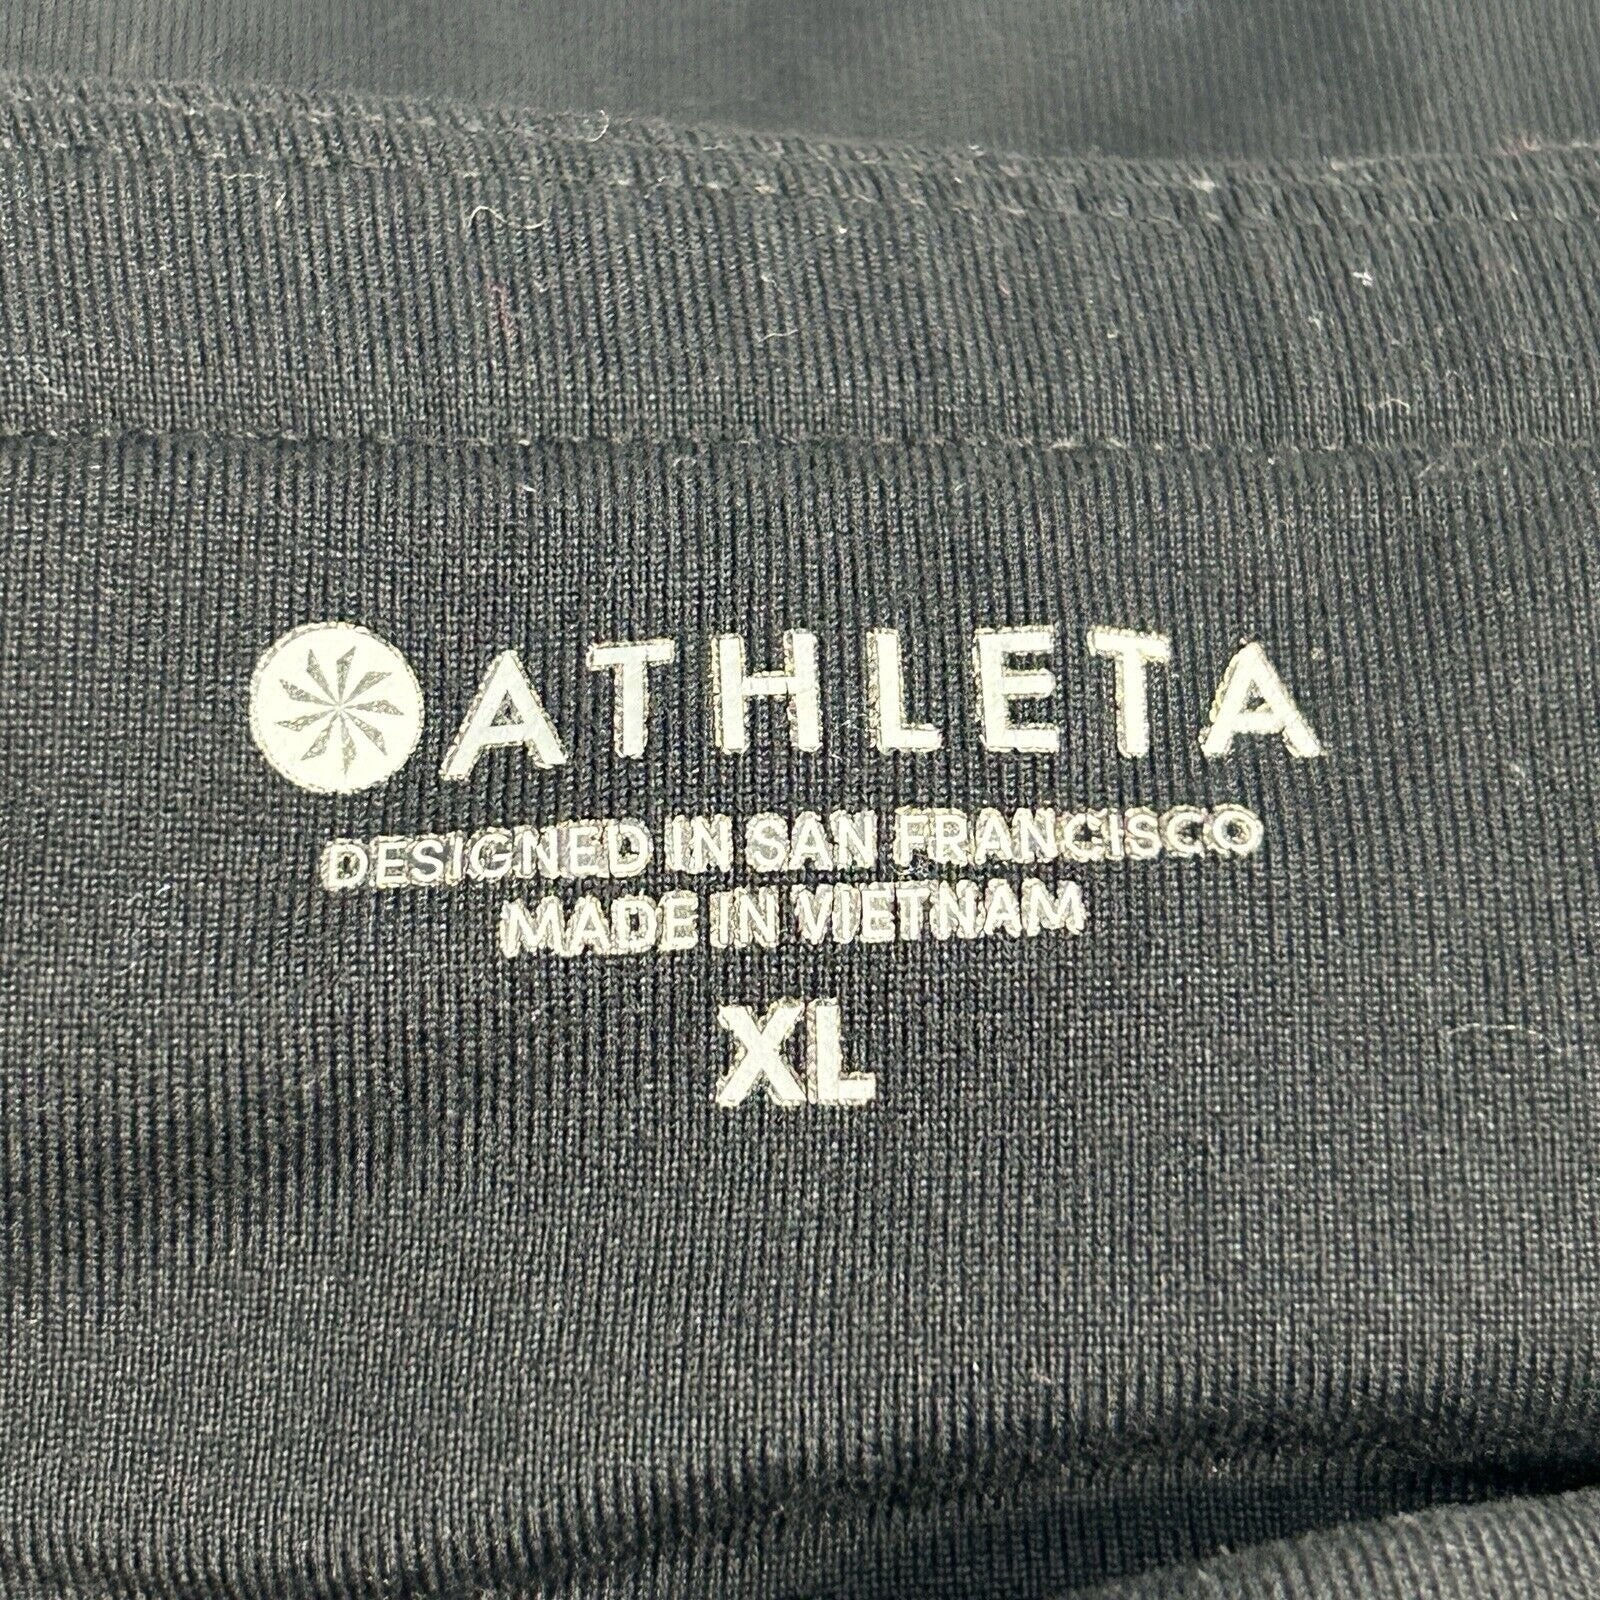 ATHLETA
DESIGNED IN SAN FRANCISCO
MADE IN VIETNAM
XL